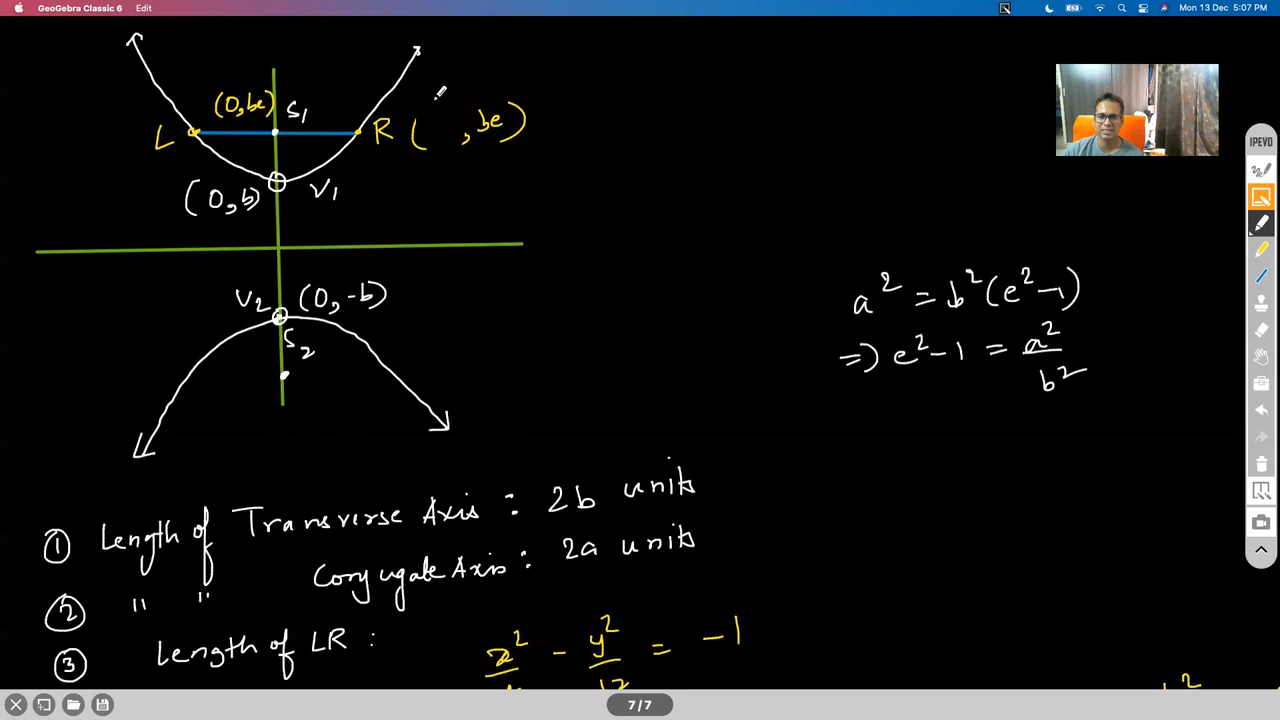 GeoGebra Classic 6 Edit Mon 13 Dec 5:07 PM
(0, be) S1
L R ( , be)
IPEVO
(0, b) V1
V2 (0, -b)
S2
a² = b²(e²-1)
=) e²-1 = a²/b²
① Length of Transverse Axis : 2b units
② " " Conjugate Axis : 2a units
③ Length of LR :
x² - y² = -1
7/7